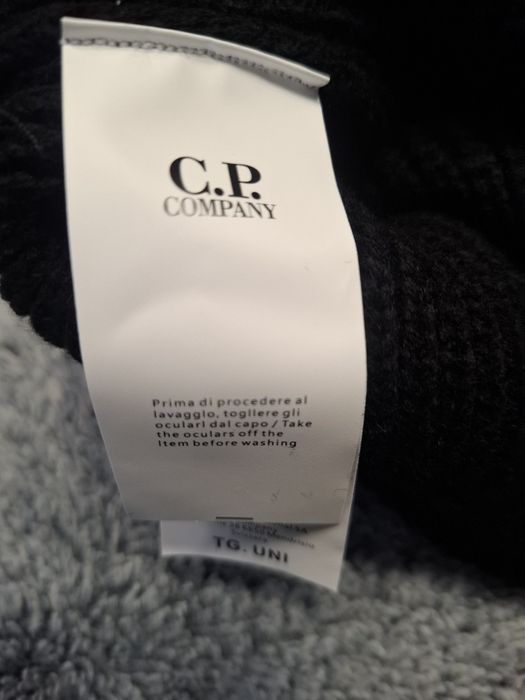 C.P.
COMPANY
Prima di procedere al
lavaggio, togliere gli
oculari dal capo / Take
the oculars off the
Item before washing
TG. UNI